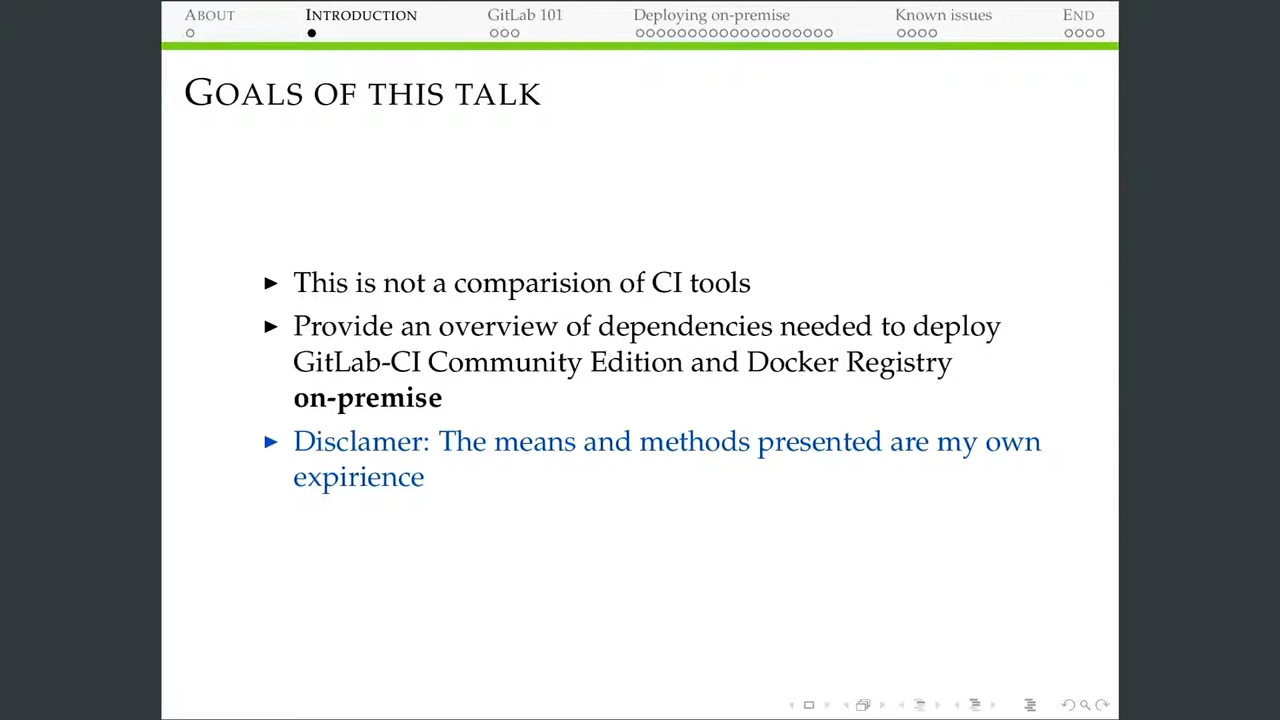 ABOUT INTRODUCTION GitLab 101 Deploying on-premise Known issues END
GOALS OF THIS TALK
This is not a comparision of CI tools
Provide an overview of dependencies needed to deploy
GitLab-CI Community Edition and Docker Registry
on-premise
Disclamer: The means and methods presented are my own
expirience